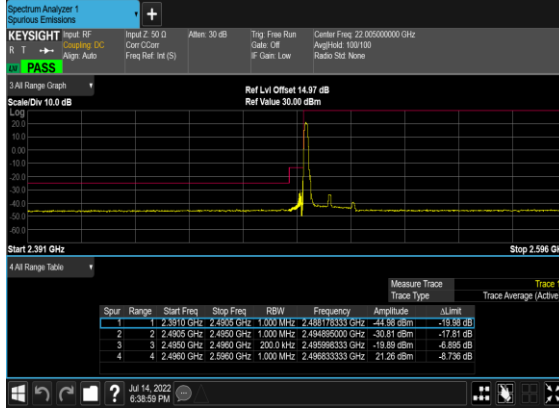 Spectrum Analyzer 1
Spurious Emissions
KEYSIGHT Input: RF Input Z: 50 Ω Atten: 30 dB Trig: Free Run Center Freq: 22.005000000 GHz
R T Coupling: DC Corr CCorr Gate: Off Avg|Hold: 100/100
Align: Auto Freq Ref: Int (S) IF Gain: Low Radio Std: None
PASS
3 All Range Graph
Ref Lvl Offset 14.97 dB
Scale/Div 10.0 dB Ref Value 30.00 dBm
Log
20.0
10.0
0.00
-10.0
-20.0
-30.0
-40.0
-50.0
-60.0
Start 2.391 GHz Stop 2.596 GH
4 All Range Table
Measure Trace Trace 1
Trace Type Trace Average (Active
Spur Range Start Freq Stop Freq RBW Frequency Amplitude ΔLimit
1 1 2.3910 GHz 2.4905 GHz 1.000 MHz 2.488178333 GHz -44.98 dBm -19.98 dB
2 2 2.4905 GHz 2.4950 GHz 1.000 MHz 2.494895000 GHz -30.81 dBm -17.81 dB
3 3 2.4950 GHz 2.4960 GHz 200.0 kHz 2.495998333 GHz -19.89 dBm -6.895 dB
4 4 2.4960 GHz 2.5960 GHz 1.000 MHz 2.496833333 GHz 21.26 dBm -8.736 dB
Jul 14, 2022
6:38:59 PM